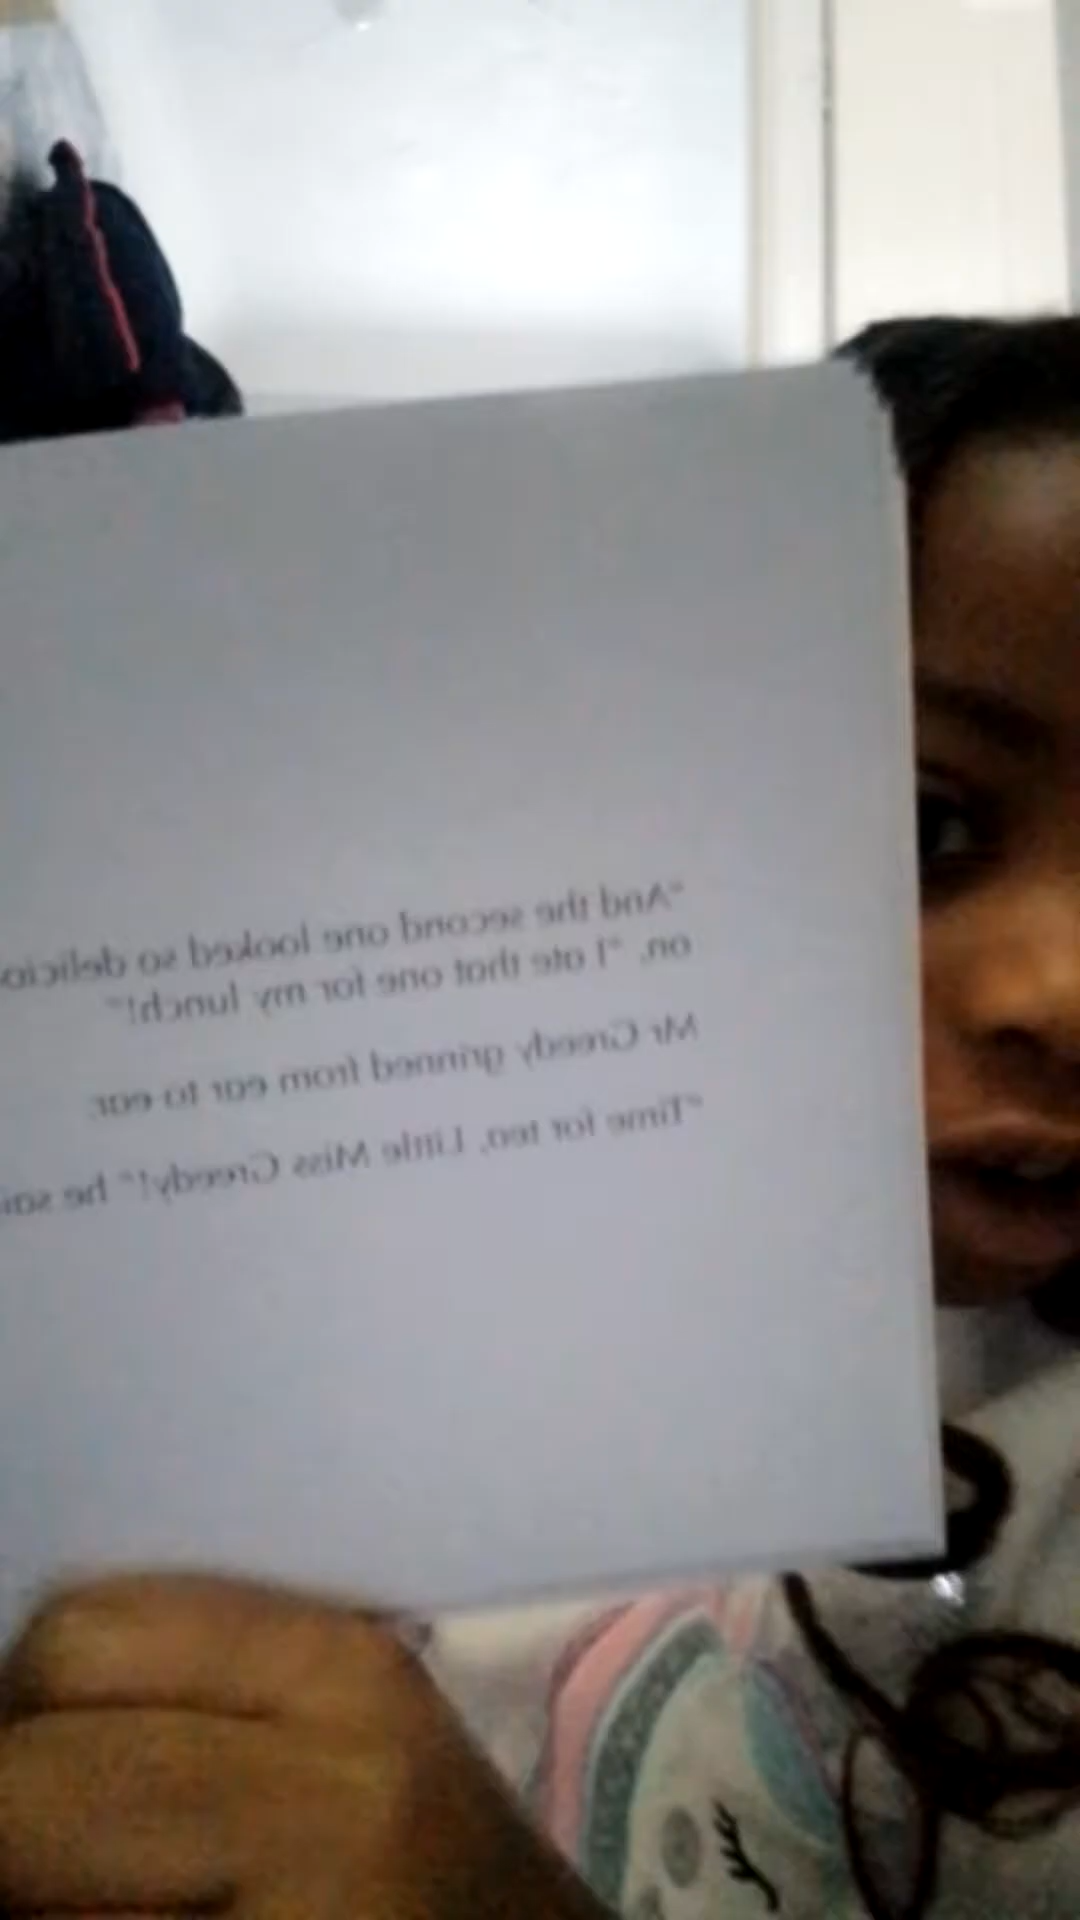 "And the second one looked so
on. "I ate that one for my lunch!"
Mr Greedy grinned from ear to ear.
"Time for tea, Little Miss Greedy!" he